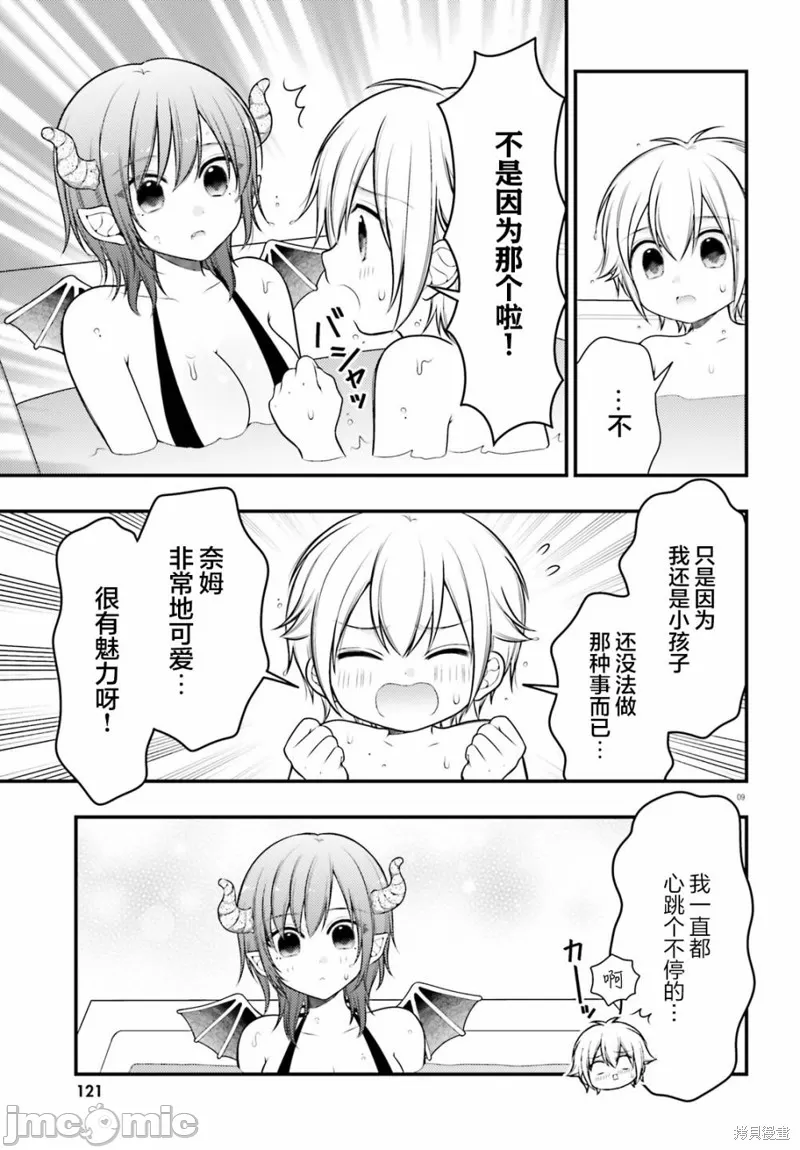 …不
不是因为那个啦！
バシャッ
只是因为
我还是小孩子
还没法做
那种事而已…
奈姆
非常地可爱…
很有魅力呀！
09
我一直都
心跳个不停的…
啊
カーッ
121
jmcomic
拷貝漫畫